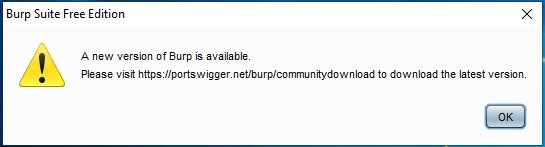 Burp Suite Free Edition
A new version of Burp is available.
Please visit https://portswigger.net/burp/communitydownload to download the latest version.
OK